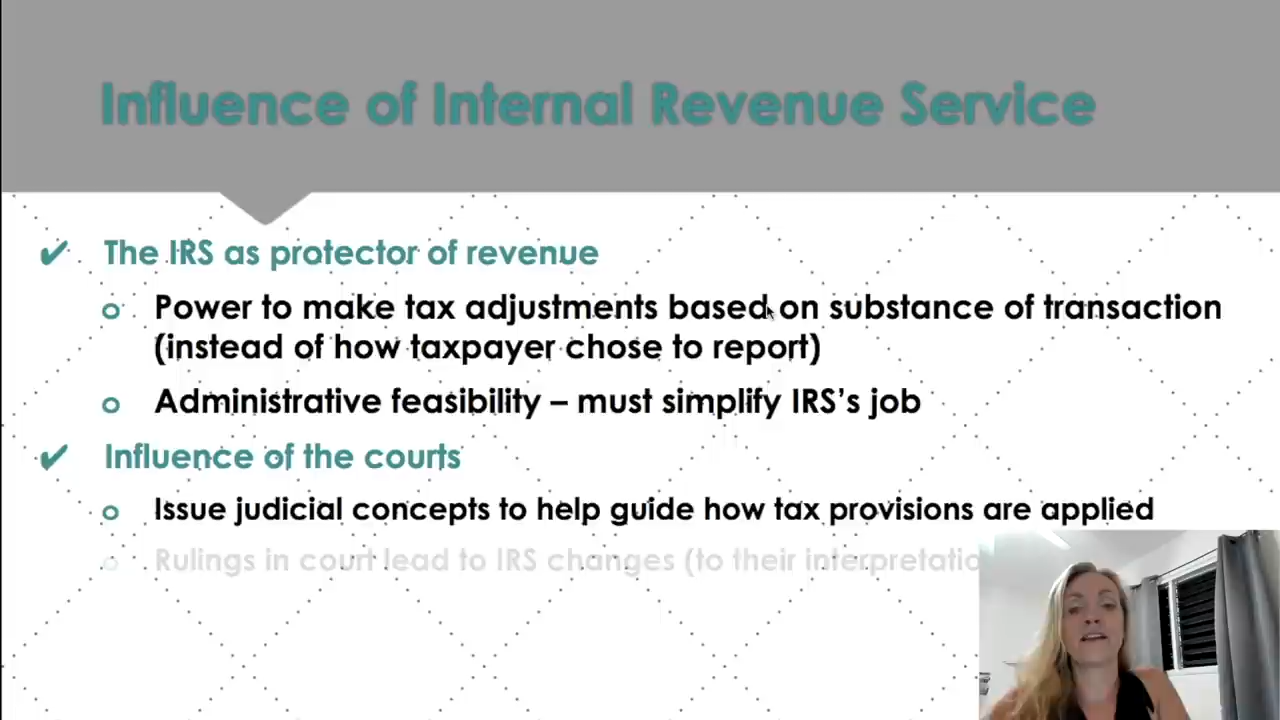 Influence of Internal Revenue Service
✔ The IRS as protector of revenue
o Power to make tax adjustments based on substance of transaction
(instead of how taxpayer chose to report)
o Administrative feasibility – must simplify IRS's job
✔ Influence of the courts
o Issue judicial concepts to help guide how tax provisions are applied
o Rulings in court lead to IRS changes (to their